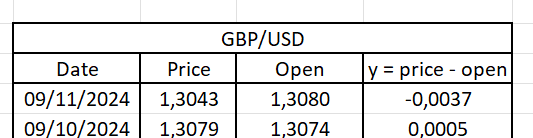 GBP/USD
Date Price Open y = price - open
09/11/2024 1,3043 1,3080 -0,0037
09/10/2024 1,3079 1,3074 0,0005